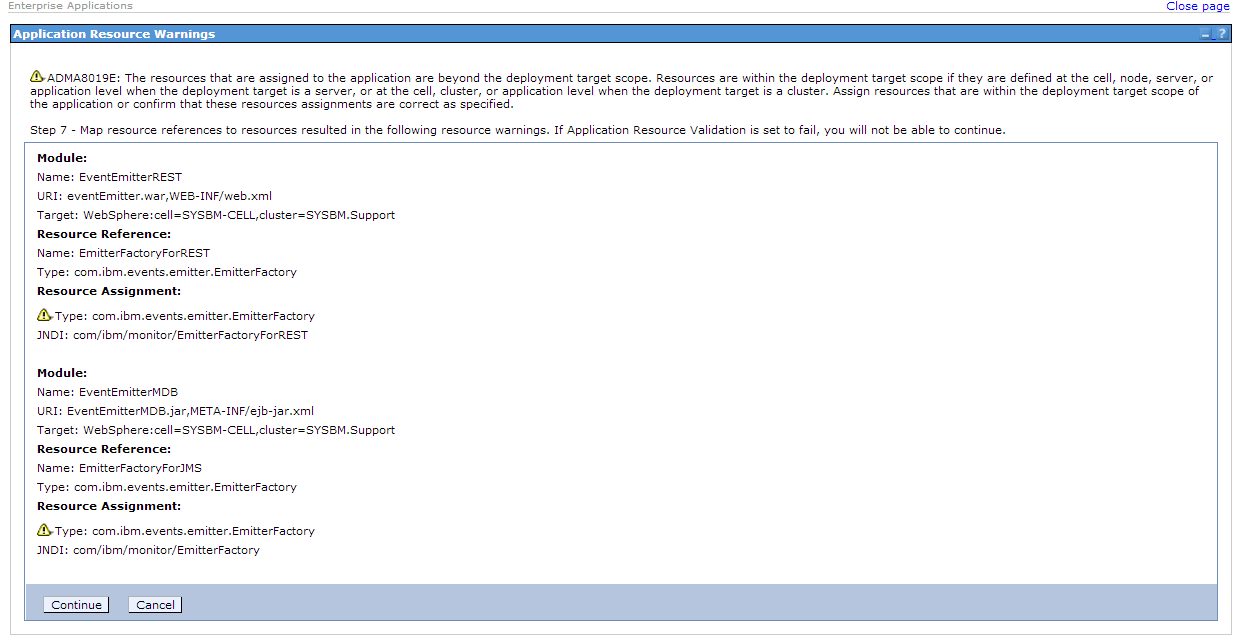 Enterprise Applications
Close page
Application Resource Warnings
ADMA8019E: The resources that are assigned to the application are beyond the deployment target scope. Resources are within the deployment target scope if they are defined at the cell, node, server, or
application level when the deployment target is a server, or at the cell, cluster, or application level when the deployment target is a cluster. Assign resources that are within the deployment target scope of
the application or confirm that these resources assignments are correct as specified.
Step 7 - Map resource references to resources resulted in the following resource warnings. If Application Resource Validation is set to fail, you will not be able to continue.
Module:
Name: EventEmitterREST
URI: eventEmitter.war,WEB-INF/web.xml
Target: WebSphere:cell=SYSBM-CELL,cluster=SYSBM.Support
Resource Reference:
Name: EmitterFactoryForREST
Type: com.ibm.events.emitter.EmitterFactory
Resource Assignment:
Type: com.ibm.events.emitter.EmitterFactory
JNDI: com/ibm/monitor/EmitterFactoryForREST
Module:
Name: EventEmitterMDB
URI: EventEmitterMDB.jar,META-INF/ejb-jar.xml
Target: WebSphere:cell=SYSBM-CELL,cluster=SYSBM.Support
Resource Reference:
Name: EmitterFactoryForJMS
Type: com.ibm.events.emitter.EmitterFactory
Resource Assignment:
Type: com.ibm.events.emitter.EmitterFactory
JNDI: com/ibm/monitor/EmitterFactory
Continue Cancel